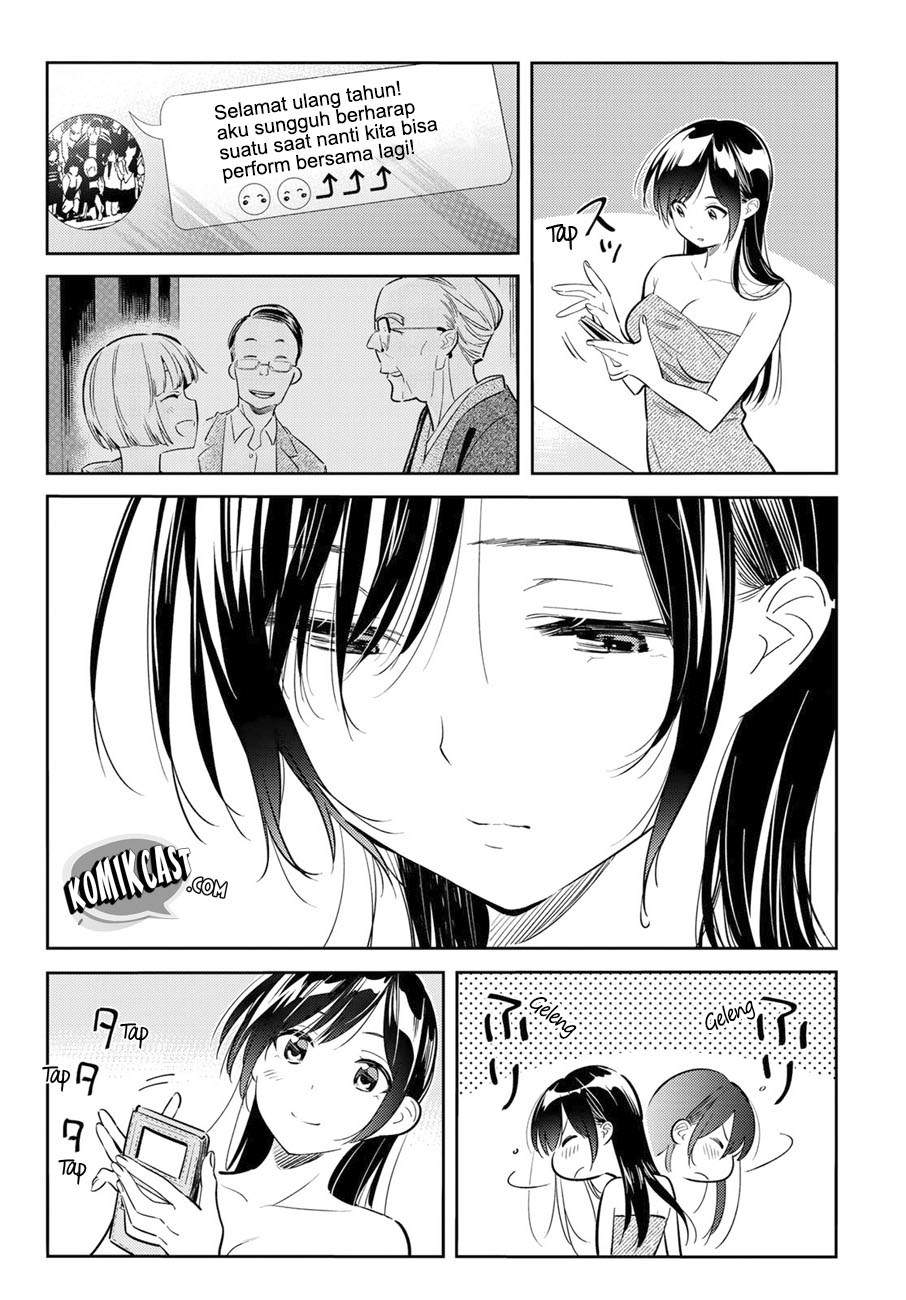 Selamat ulang tahun!
aku sungguh berharap
suatu saat nanti kita bisa
perform bersama lagi!
Tap
スッ
KOMIKCAST
.COM
Geleng
ふり
Geleng
ふり
タ
Tap
タ
Tap
タ
Tap